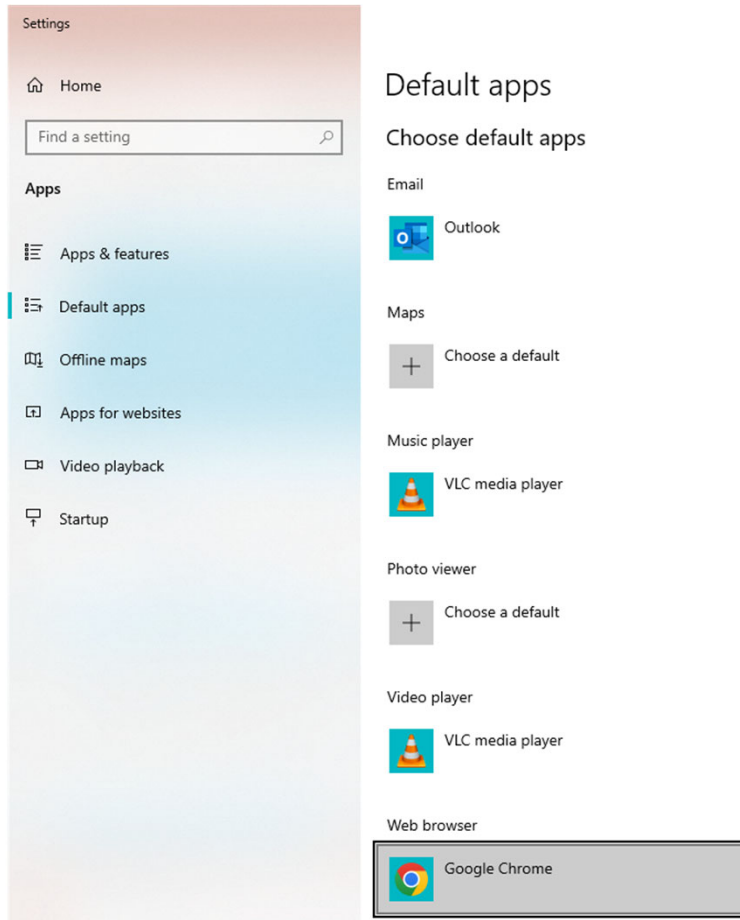 Settings
Home
Find a setting
Apps
Apps & features
Default apps
Offline maps
Apps for websites
Video playback
Startup
Default apps
Choose default apps
Email
Outlook
Maps
Choose a default
Music player
VLC media player
Photo viewer
Choose a default
Video player
VLC media player
Web browser
Google Chrome